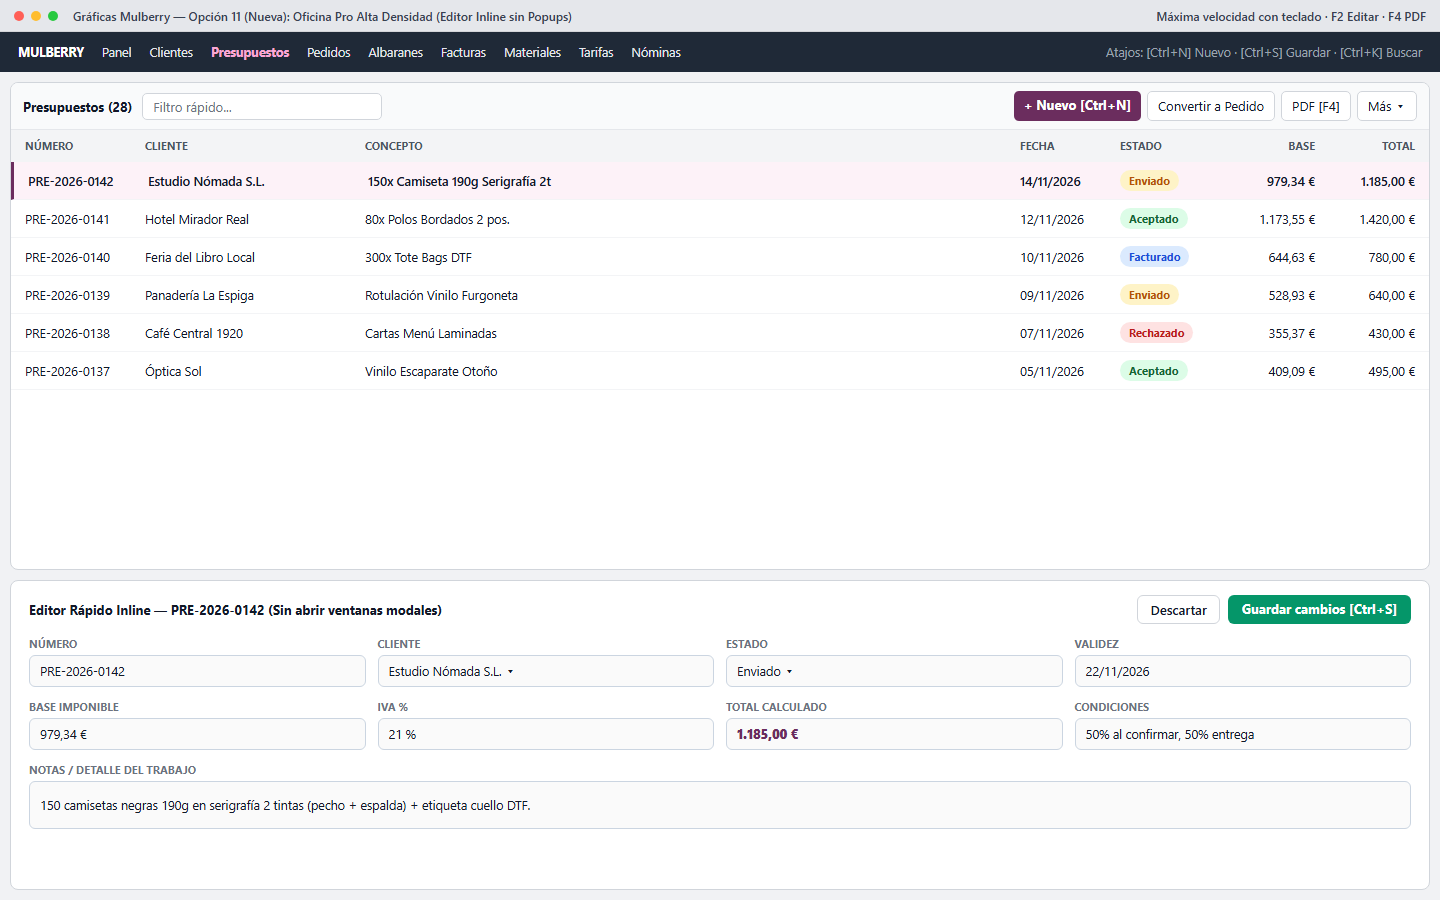 Gráficas Mulberry — Opción 11 (Nueva): Oficina Pro Alta Densidad (Editor Inline sin Popups) Máxima velocidad con teclado · F2 Editar · F4 PDF
MULBERRY Panel Clientes Presupuestos Pedidos Albaranes Facturas Materiales Tarifas Nóminas Atajos: [Ctrl+N] Nuevo · [Ctrl+S] Guardar · [Ctrl+K] Buscar
Presupuestos (28) Filtro rápido... + Nuevo [Ctrl+N] Convertir a Pedido PDF [F4] Más ▾
NÚMERO CLIENTE CONCEPTO FECHA ESTADO BASE TOTAL
PRE-2026-0142 Estudio Nómada S.L. 150x Camiseta 190g Serigrafía 2t 14/11/2026 Enviado 979,34 € 1.185,00 €
PRE-2026-0141 Hotel Mirador Real 80x Polos Bordados 2 pos. 12/11/2026 Aceptado 1.173,55 € 1.420,00 €
PRE-2026-0140 Feria del Libro Local 300x Tote Bags DTF 10/11/2026 Facturado 644,63 € 780,00 €
PRE-2026-0139 Panadería La Espiga Rotulación Vinilo Furgoneta 09/11/2026 Enviado 528,93 € 640,00 €
PRE-2026-0138 Café Central 1920 Cartas Menú Laminadas 07/11/2026 Rechazado 355,37 € 430,00 €
PRE-2026-0137 Óptica Sol Vinilo Escaparate Otoño 05/11/2026 Aceptado 409,09 € 495,00 €
Editor Rápido Inline — PRE-2026-0142 (Sin abrir ventanas modales) Descartar Guardar cambios [Ctrl+S]
NÚMERO CLIENTE ESTADO VALIDEZ
PRE-2026-0142 Estudio Nómada S.L. ▾ Enviado ▾ 22/11/2026
BASE IMPONIBLE IVA % TOTAL CALCULADO CONDICIONES
979,34 € 21 % 1.185,00 € 50% al confirmar, 50% entrega
NOTAS / DETALLE DEL TRABAJO
150 camisetas negras 190g en serigrafía 2 tintas (pecho + espalda) + etiqueta cuello DTF.